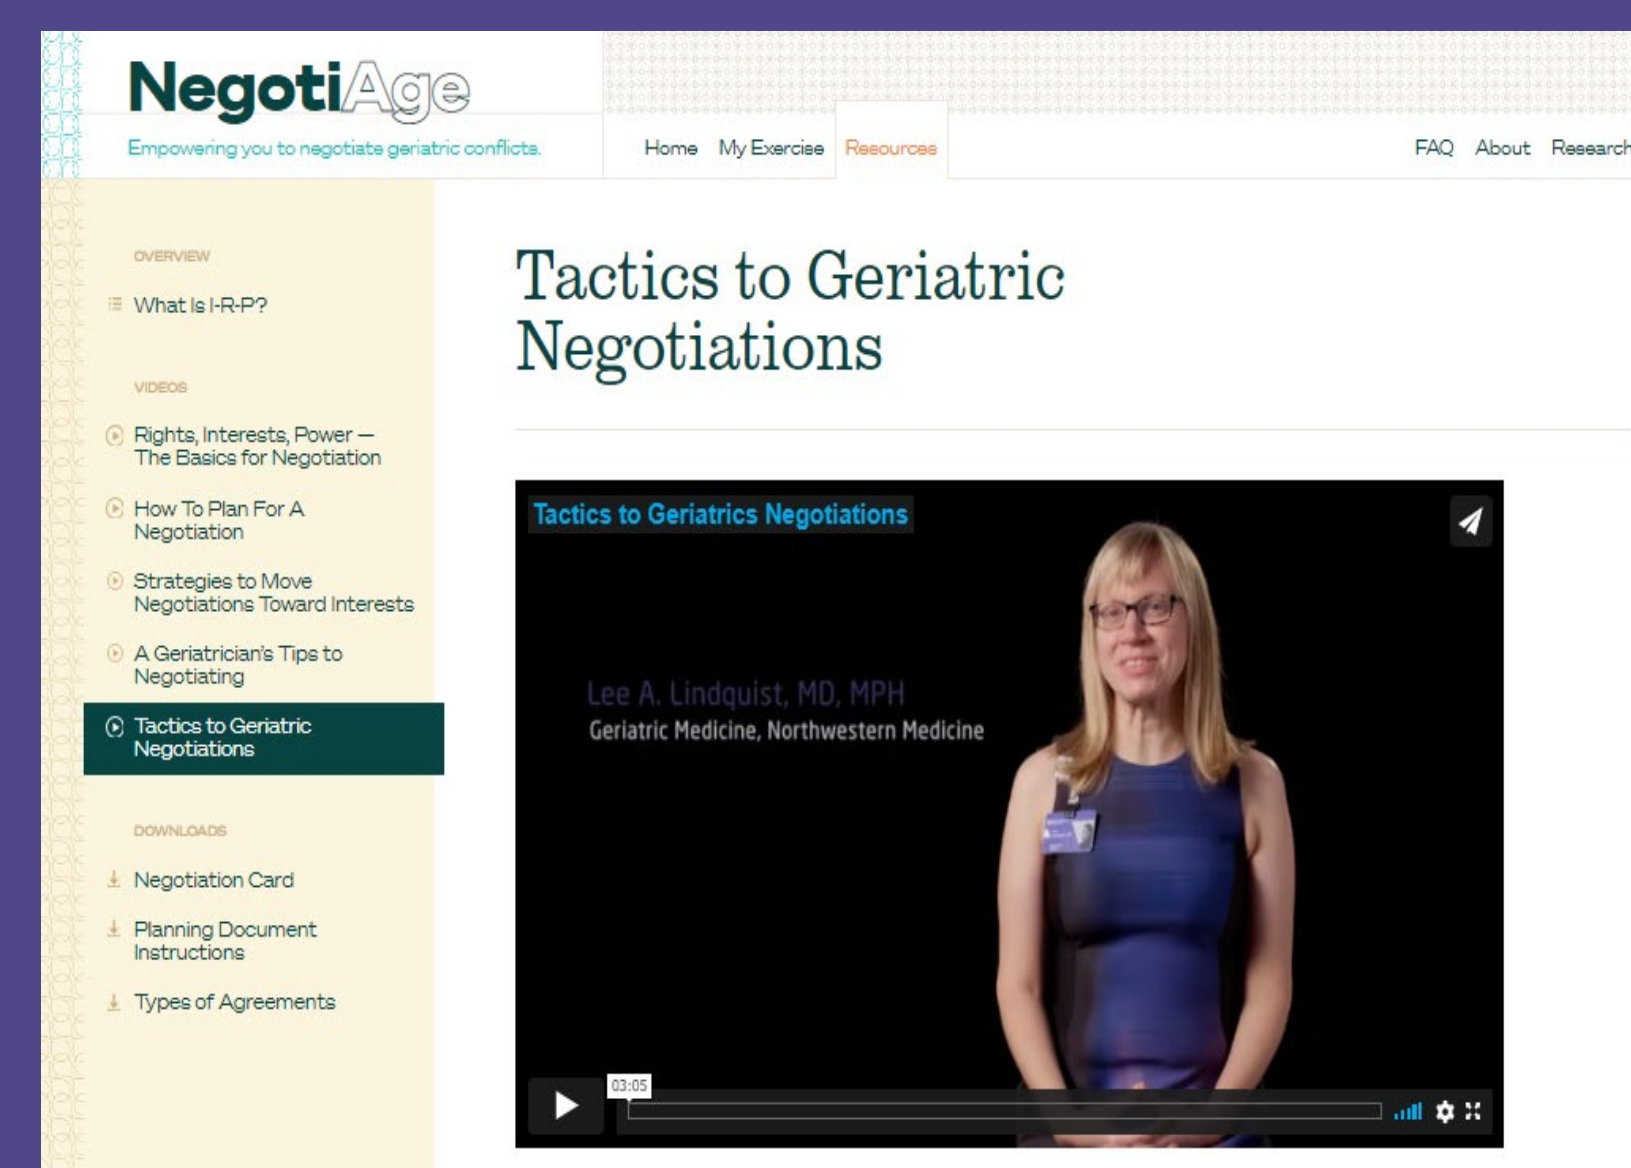 NegotiAge
Empowering you to negotiate geriatric conflicts.
Home My Exercise Resources
FAQ About Research
OVERVIEW
What Is I-R-P?
VIDEOS
Rights, Interests, Power —
The Basics for Negotiation
How To Plan For A
Negotiation
Strategies to Move
Negotiations Toward Interests
A Geriatrician's Tips to
Negotiating
Tactics to Geriatric
Negotiations
DOWNLOADS
Negotiation Card
Planning Document
Instructions
Types of Agreements
Tactics to Geriatric
Negotiations
Tactics to Geriatrics Negotiations
Lee A. Lindquist, MD, MPH
Geriatric Medicine, Northwestern Medicine
03:05